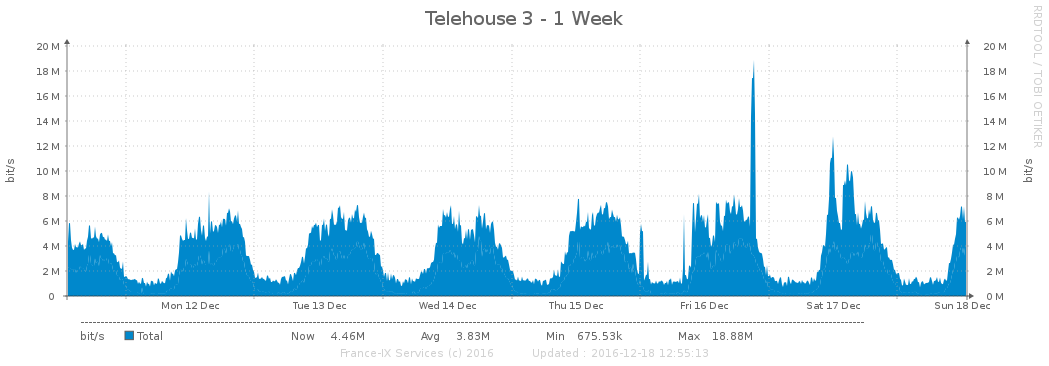 Telehouse 3 - 1 Week
RRDTOOL / TOBI OETIKER
20 M 20 M
18 M 18 M
16 M 16 M
14 M 14 M
12 M 12 M
10 M 10 M
8 M 8 M
6 M 6 M
4 M 4 M
2 M 2 M
0 0 M
bit/s
bit/s
Mon 12 Dec Tue 13 Dec Wed 14 Dec Thu 15 Dec Fri 16 Dec Sat 17 Dec Sun 18 Dec
bit/s Total Now 4.46M Avg 3.83M Min 675.53k Max 18.88M
France-IX Services (c) 2016 Updated : 2016-12-18 12:55:13